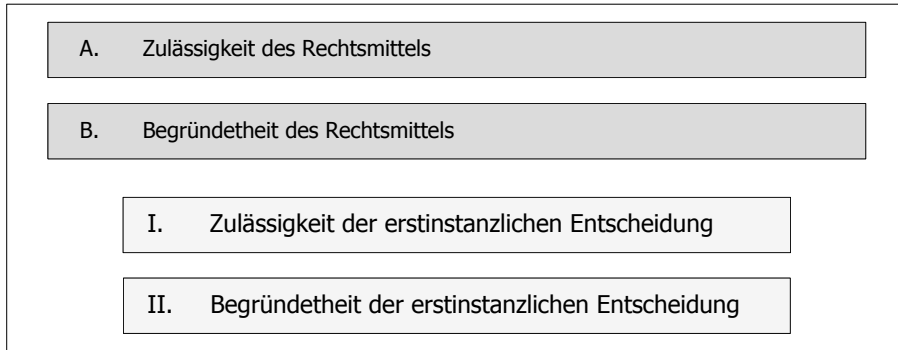 A. Zulässigkeit des Rechtsmittels
B. Begründetheit des Rechtsmittels
I. Zulässigkeit der erstinstanzlichen Entscheidung
II. Begründetheit der erstinstanzlichen Entscheidung